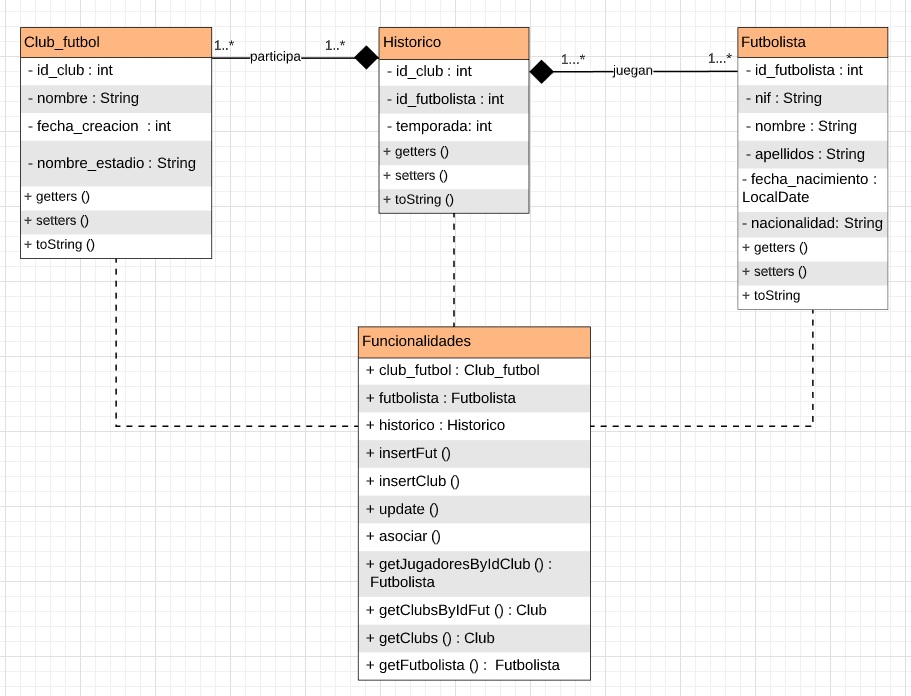 Club_futbol
- id_club : int
- nombre : String
- fecha_creacion : int
- nombre_estadio : String
+ getters ()
+ setters ()
+ toString ()
1..*
participa
1..*
Historico
- id_club : int
- id_futbolista : int
- temporada: int
+ getters ()
+ setters ()
+ toString ()
1...*
juegan
1...*
Futbolista
- id_futbolista : int
- nif : String
- nombre : String
- apellidos : String
- fecha_nacimiento :
LocalDate
- nacionalidad: String
+ getters ()
+ setters ()
+ toString
Funcionalidades
+ club_futbol : Club_futbol
+ futbolista : Futbolista
+ historico : Historico
+ insertFut ()
+ insertClub ()
+ update ()
+ asociar ()
+ getJugadoresByIdClub () :
Futbolista
+ getClubsByIdFut () : Club
+ getClubs () : Club
+ getFutbolista () : Futbolista